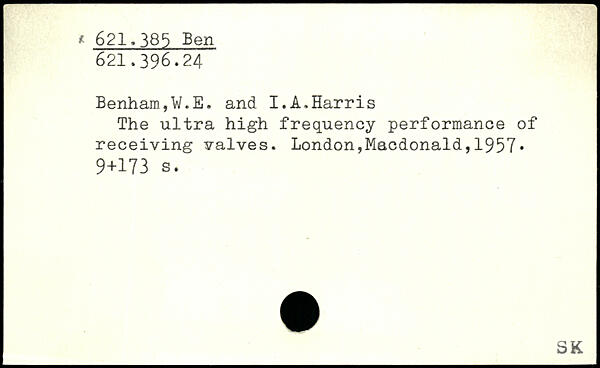 621.385 Ben
621.396.24
Benham,W.E. and I.A.Harris
The ultra high frequency performance of
receiving valves. London,Macdonald,1957.
9+173 s.
SK